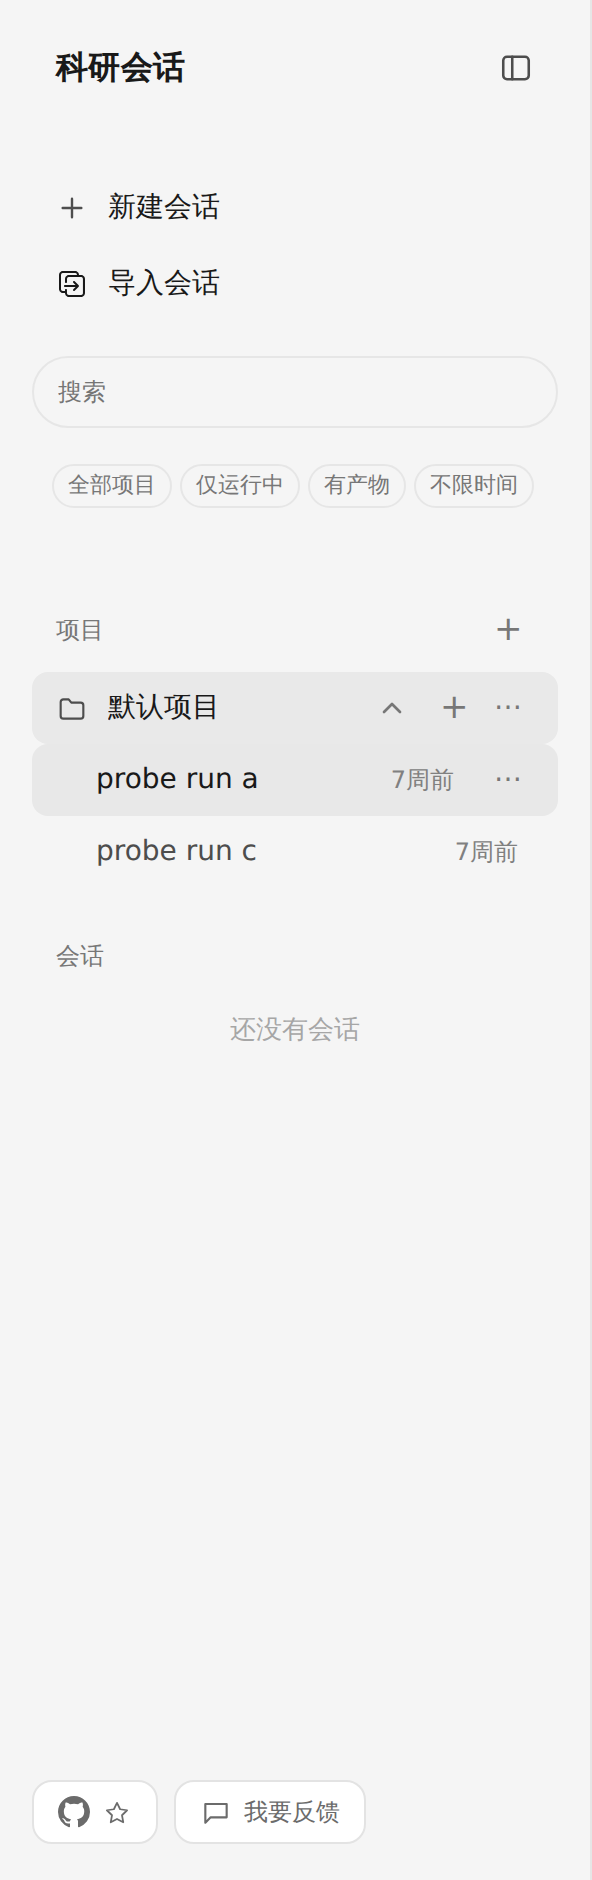 科研会话
新建会话
导入会话
搜索
全部项目 仅运行中 有产物 不限时间
项目
默认项目 ···
probe run a 7周前 ···
probe run c 7周前
会话
还没有会话
我要反馈